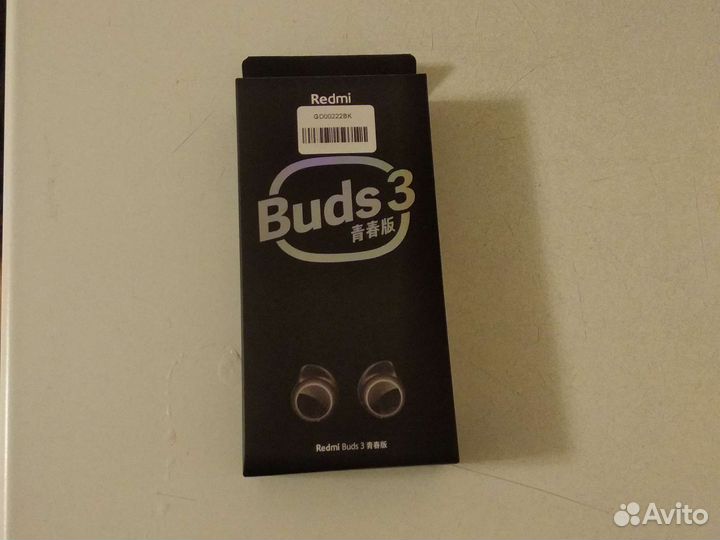 Redmi
GD00222BK
Buds 3
青春版
Redmi Buds 3 青春版
Avito